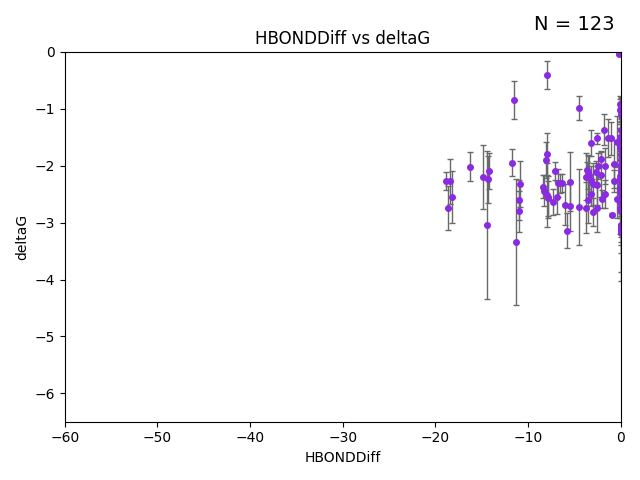 N = 123
HBONDDiff vs deltaG
deltaG
0
−1
−2
−3
−4
−5
−6
−60 −50 −40 −30 −20 −10 0
HBONDDiff